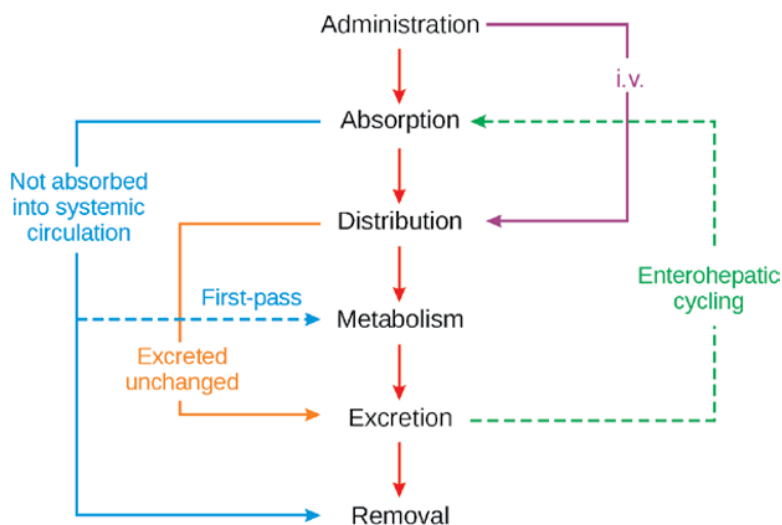 Administration
i.v.
Absorption
Not absorbed
into systemic
circulation
Distribution
Enterohepatic
cycling
First-pass
Metabolism
Excreted
unchanged
Excretion
Removal